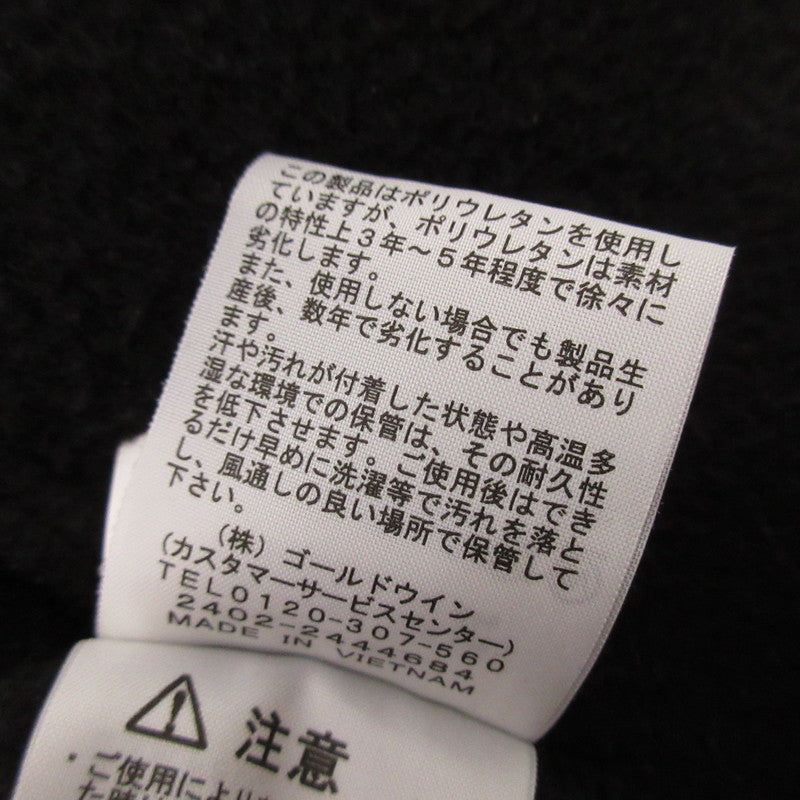 この製品はポリウレタンを使用し
ていますが、ポリウレタンは素材
の特性上3年～5年程度で徐々に
劣化します。
また、使用しない場合でも製品生
産後、数年で劣化することがあり
ます。
汗や汚れが付着した状態や高温多
湿な環境での保管は、その耐久性
を低下させます。ご使用後はでき
るだけ早めに洗濯等で汚れを落と
し、風通しの良い場所で保管して
下さい。
(株)ゴールドウイン
(カスタマーサービスセンター)
TEL0120-307-560
2402-2444684
MADE IN VIETNAM
注意
・ご使用により
た時